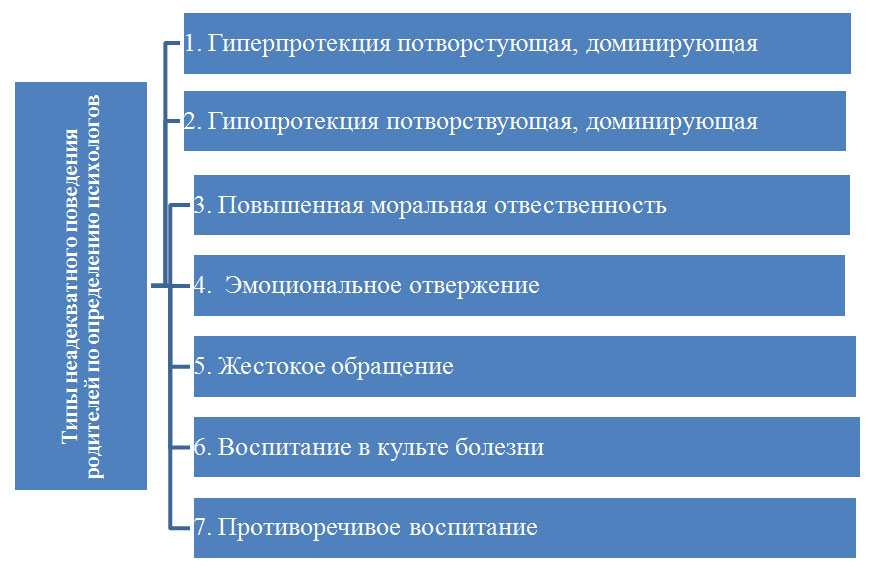 Типы неадекватного поведения
родителей по определению психологов
1. Гиперпротекция потворстующая, доминирующая
2. Гипопротекция потворствующая, доминирующая
3. Повышенная моральная отвественность
4. Эмоциональное отвержение
5. Жестокое обращение
6. Воспитание в культе болезни
7. Противоречивое воспитание